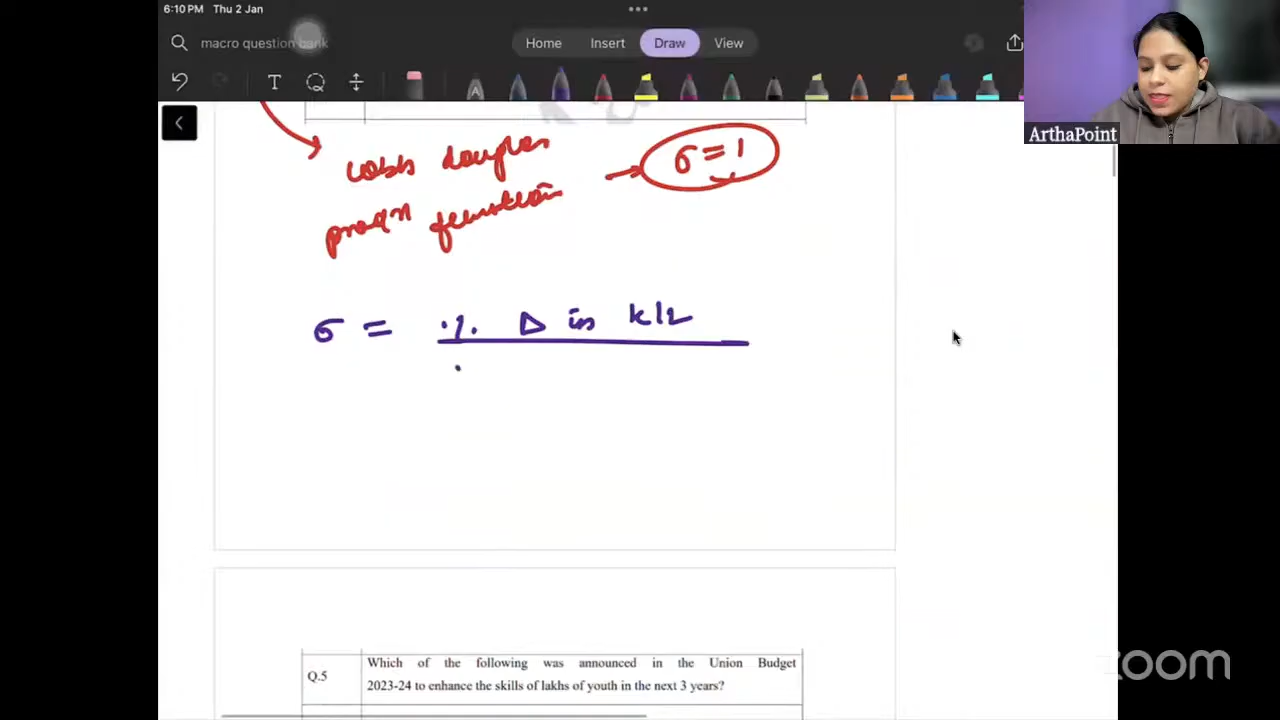 6:10 PM Thu 2 Jan
macro question bank
Home Insert Draw View
ArthaPoint
cobb douglas
prodn function → σ = 1
σ = % Δ in K/L
Q.5 Which of the following was announced in the Union Budget
2023-24 to enhance the skills of lakhs of youth in the next 3 years?
zoom